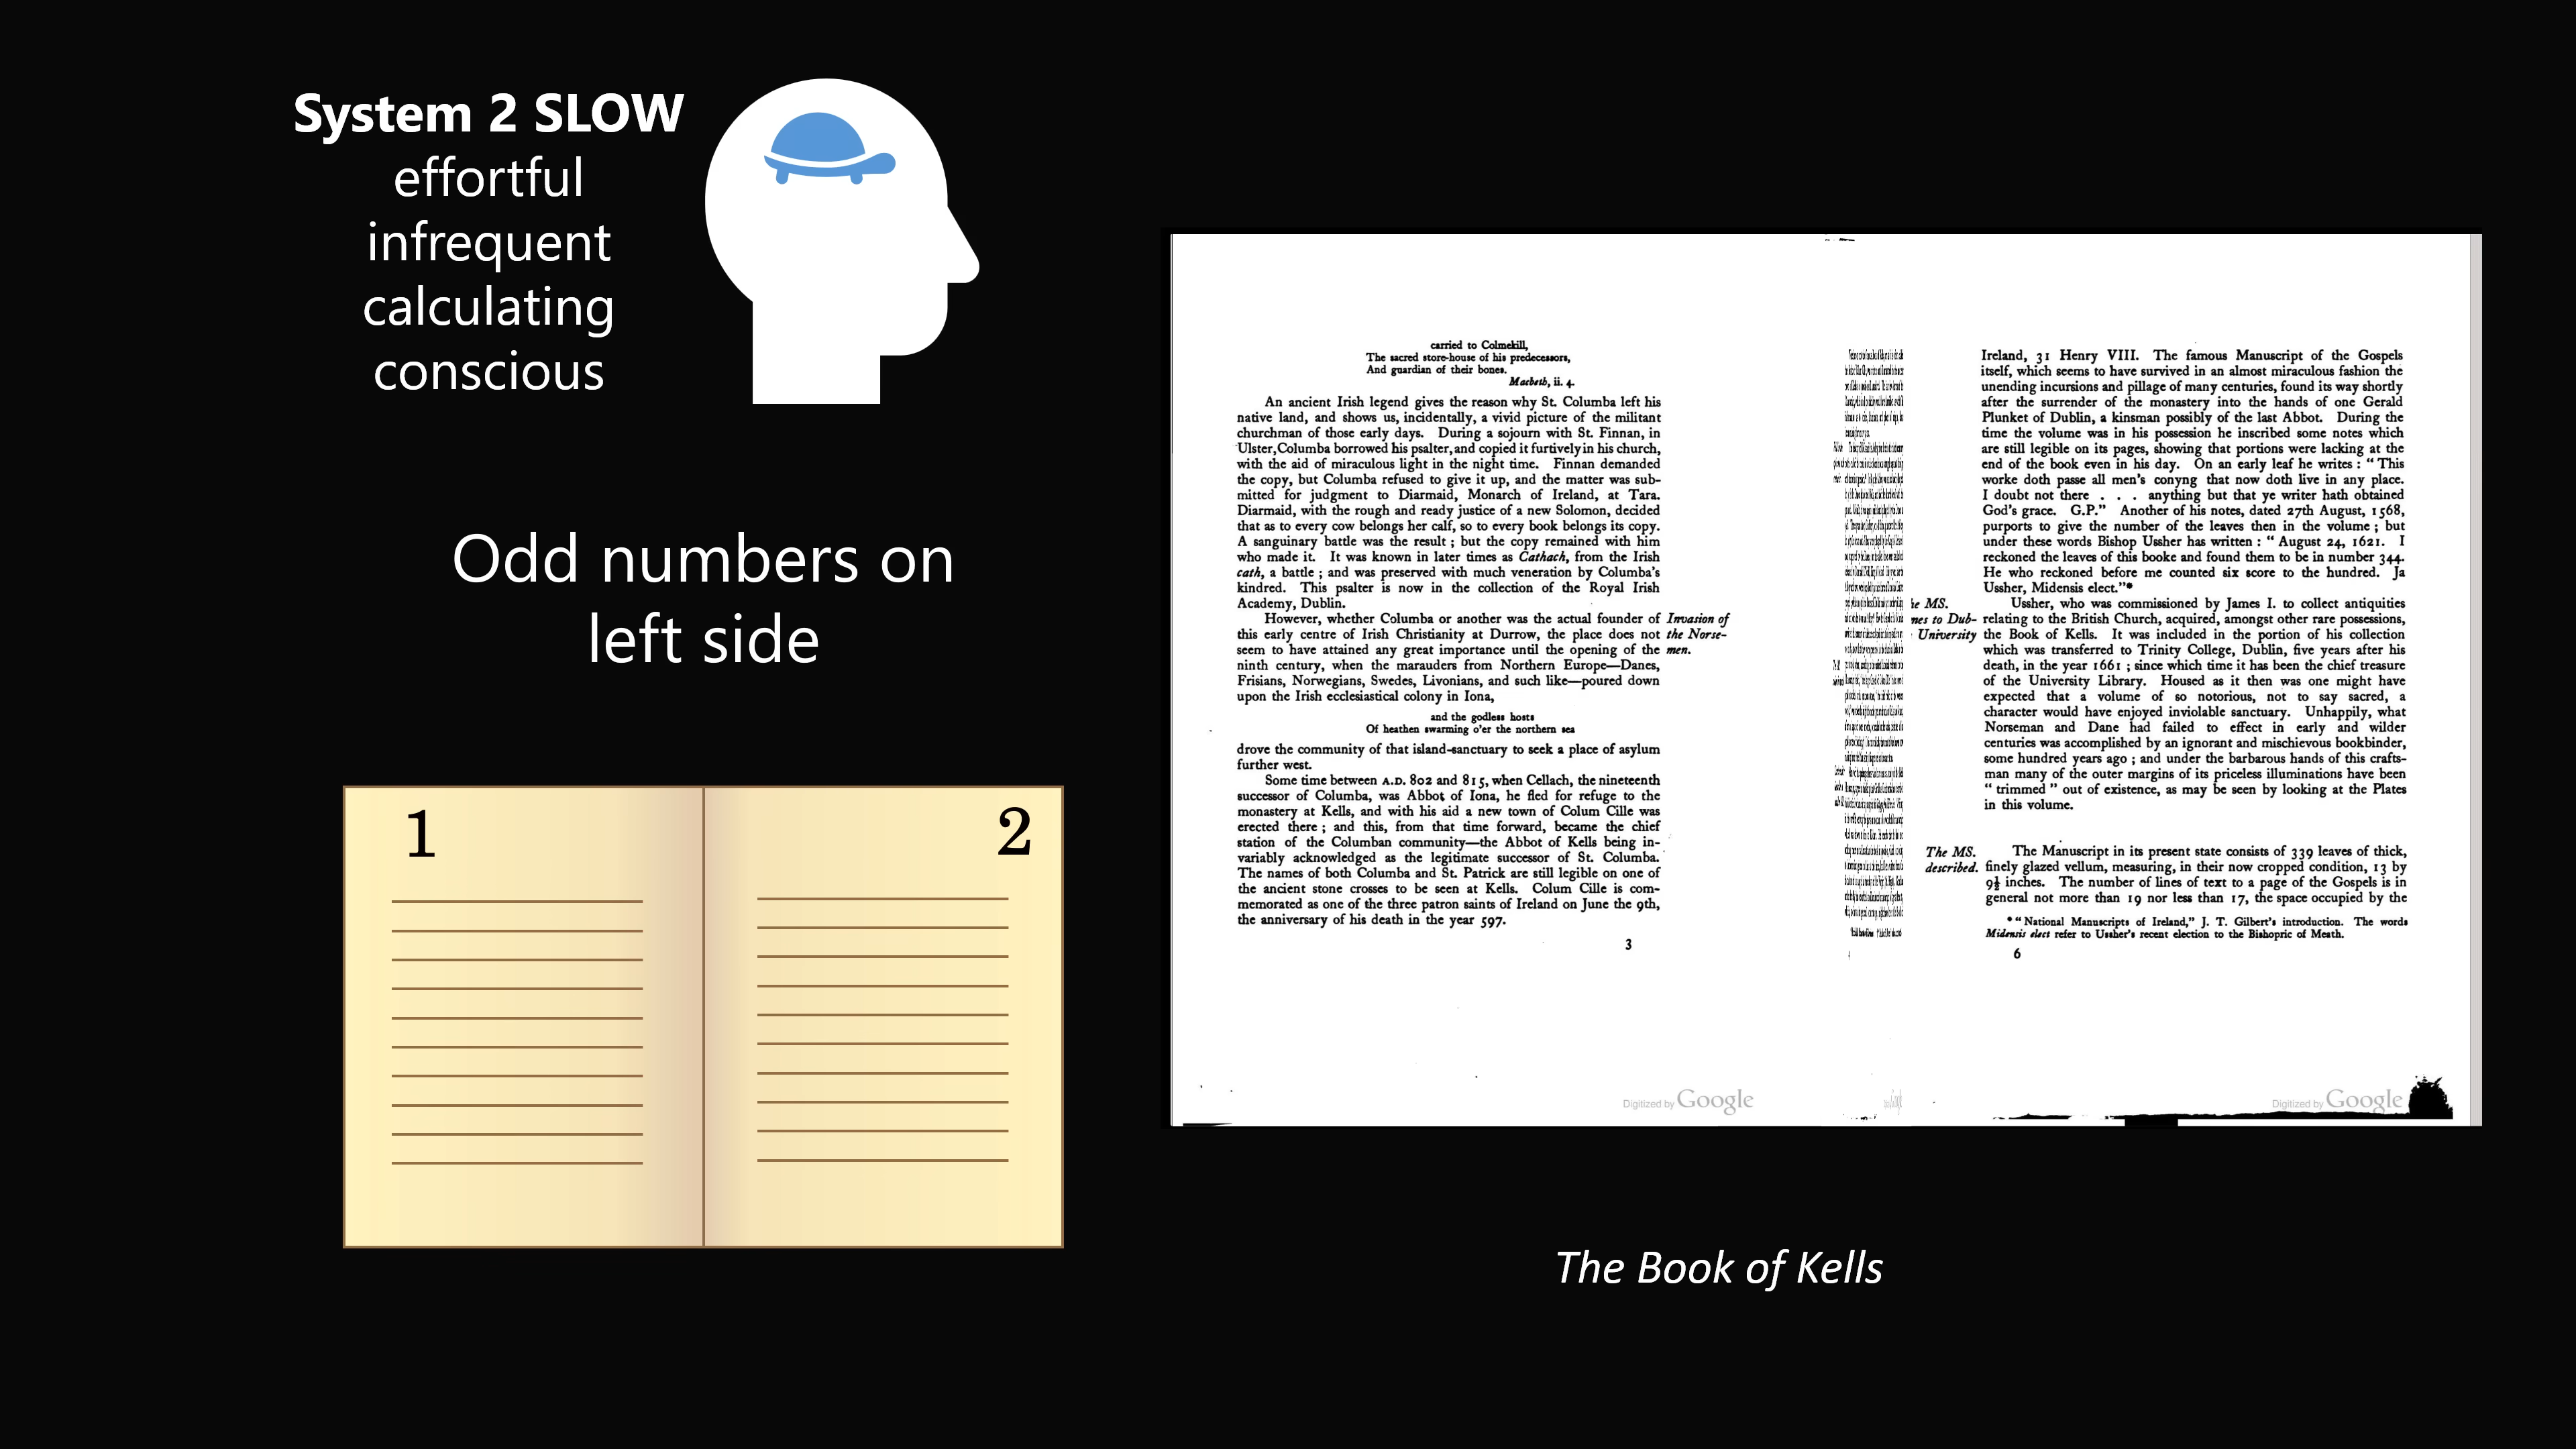 System 2 SLOW
effortful
infrequent
calculating
conscious
Odd numbers on
left side
1
2
carried to Colmekill,
The sacred store-house of his predecessors,
And guardian of their bones.
Macbeth, ii. 4.
An ancient Irish legend gives the reason why St. Columba left his
native land, and shows us, incidentally, a vivid picture of the militant
churchman of those early days. During a sojourn with St. Finnan, in
Ulster, Columba borrowed his psalter, and copied it furtively in his church,
with the aid of miraculous light in the night time. Finnan demanded
the copy, but Columba refused to give it up, and the matter was sub-
mitted for judgment to Diarmaid, Monarch of Ireland, at Tara.
Diarmaid, with the rough and ready justice of a new Solomon, decided
that as to every cow belongs her calf, so to every book belongs its copy.
A sanguinary battle was the result ; but the copy remained with him
who made it. It was known in later times as Cathach, from the Irish
cath, a battle ; and was preserved with much veneration by Columba's
kindred. This psalter is now in the collection of the Royal Irish
Academy, Dublin.
However, whether Columba or another was the actual founder of
this early centre of Irish Christianity at Durrow, the place does not
seem to have attained any great importance until the opening of the
ninth century, when the marauders from Northern Europe—Danes,
Frisians, Norwegians, Swedes, Livonians, and such like—poured down
upon the Irish ecclesiastical colony in Iona,
Invasion of
the Norse-
men.
and the godless hosts
Of heathen swarming o'er the northern sea
drove the community of that island-sanctuary to seek a place of asylum
further west.
Some time between A.D. 802 and 815, when Cellach, the nineteenth
successor of Columba, was Abbot of Iona, he fled for refuge to the
monastery at Kells, and with his aid a new town of Colum Cille was
erected there ; and this, from that time forward, became the chief
station of the Columban community—the Abbot of Kells being in-
variably acknowledged as the legitimate successor of St. Columba.
The names of both Columba and St. Patrick are still legible on one of
the ancient stone crosses to be seen at Kells. Colum Cille is com-
memorated as one of the three patron saints of Ireland on June the 9th,
the anniversary of his death in the year 597.
3
Digitized by Google
Ireland, 31 Henry VIII. The famous Manuscript of the Gospels
itself, which seems to have survived in an almost miraculous fashion the
unending incursions and pillage of many centuries, found its way shortly
after the surrender of the monastery into the hands of one Gerald
Plunket of Dublin, a kinsman possibly of the last Abbot. During the
time the volume was in his possession he inscribed some notes which
are still legible on its pages, showing that portions were lacking at the
end of the book even in his day. On an early leaf he writes : “ This
worke doth passe all men's conyng that now doth live in any place.
I doubt not there . . . anything but that ye writer hath obtained
God's grace. G.P.” Another of his notes, dated 27th August, 1568,
purports to give the number of the leaves then in the volume ; but
under these words Bishop Ussher has written : “ August 24, 1621. I
reckoned the leaves of this booke and found them to be in number 344.
He who reckoned before me counted six score to the hundred. Ja
Ussher, Midensis elect.”*
he MS.
nes to Dub-
University
Ussher, who was commissioned by James I. to collect antiquities
relating to the British Church, acquired, amongst other rare possessions,
the Book of Kells. It was included in the portion of his collection
which was transferred to Trinity College, Dublin, five years after his
death, in the year 1661 ; since which time it has been the chief treasure
of the University Library. Housed as it then was one might have
expected that a volume of so notorious, not to say sacred, a
character would have enjoyed inviolable sanctuary. Unhappily, what
Norseman and Dane had failed to effect in early and wilder
centuries was accomplished by an ignorant and mischievous bookbinder,
some hundred years ago ; and under the barbarous hands of this crafts-
man many of the outer margins of its priceless illuminations have been
“ trimmed ” out of existence, as may be seen by looking at the Plates
in this volume.
The MS.
described.
The Manuscript in its present state consists of 339 leaves of thick,
finely glazed vellum, measuring, in their now cropped condition, 13 by
9½ inches. The number of lines of text to a page of the Gospels is in
general not more than 19 nor less than 17, the space occupied by the
* “ National Manuscripts of Ireland,” J. T. Gilbert's introduction. The words
Midensis elect refer to Ussher's recent election to the Bishopric of Meath.
6
Digitized by Google
The Book of Kells